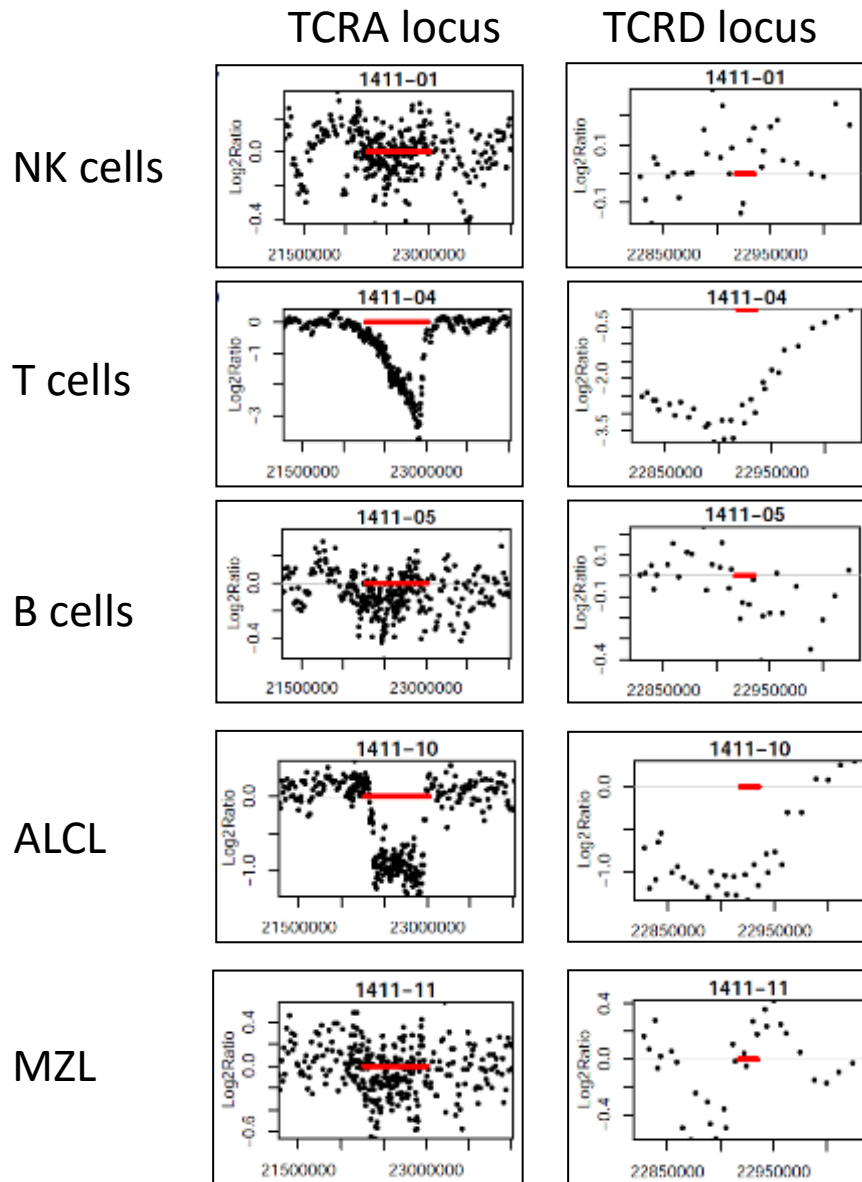 TCRA locus TCRD locus
NK cells
1411-01
Log2Ratio
0.0
-0.4
21500000 23000000
1411-01
Log2Ratio
0.1
-0.1
22850000 22950000
T cells
1411-04
Log2Ratio
0
-1
-3
21500000 23000000
1411-04
Log2Ratio
-0.5
-2.0
-3.5
22850000 22950000
B cells
1411-05
Log2Ratio
0.0
-0.4
21500000 23000000
1411-05
Log2Ratio
0.1
-0.1
-0.4
22850000 22950000
ALCL
1411-10
Log2Ratio
0.0
-1.0
21500000 23000000
1411-10
Log2Ratio
0.0
-1.0
22850000 22950000
MZL
1411-11
Log2Ratio
0.4
0.0
-0.6
21500000 23000000
1411-11
Log2Ratio
0.4
0.0
-0.4
22850000 22950000